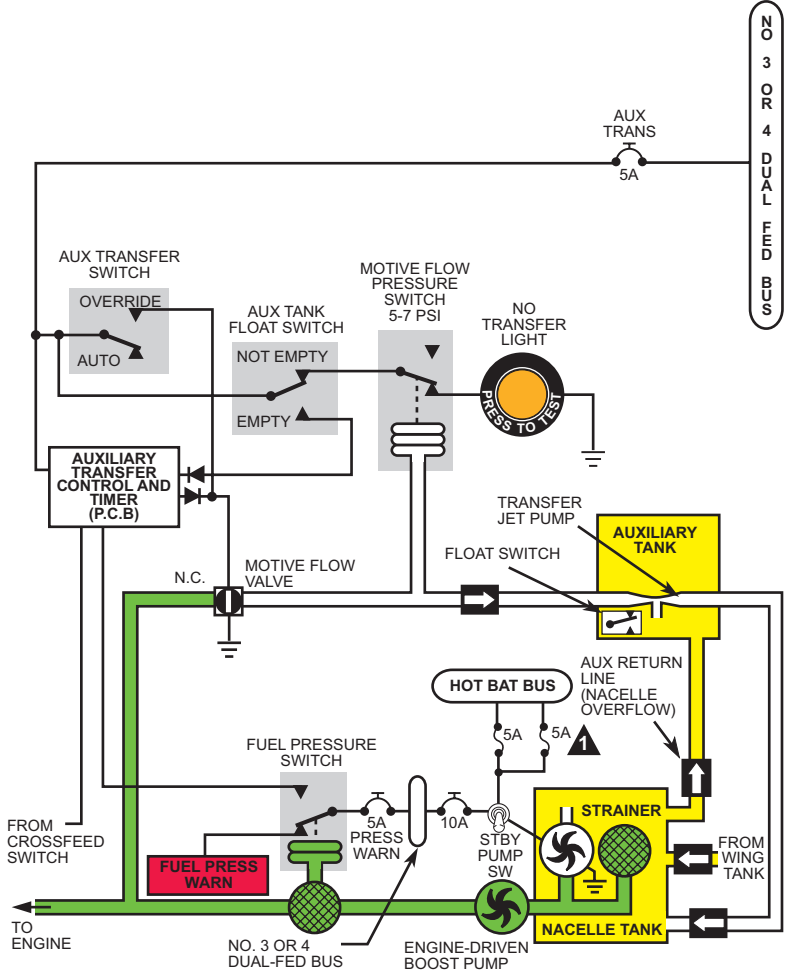 NO 3 OR 4 DUAL FED BUS
AUX
TRANS
5A
AUX TRANSFER
SWITCH
OVERRIDE
AUTO
AUX TANK
FLOAT SWITCH
NOT EMPTY
EMPTY
MOTIVE FLOW
PRESSURE
SWITCH
5-7 PSI
NO
TRANSFER
LIGHT
PRESS TO TEST
AUXILIARY
TRANSFER
CONTROL AND
TIMER
(P.C.B)
TRANSFER
JET PUMP
AUXILIARY
TANK
FLOAT SWITCH
N.C.
MOTIVE FLOW
VALVE
HOT BAT BUS
5A
5A
1
AUX RETURN
LINE
(NACELLE
OVERFLOW)
FUEL PRESSURE
SWITCH
5A
PRESS
WARN
10A
STBY
PUMP
SW
STRAINER
FROM
WING
TANK
FROM
CROSSFEED
SWITCH
FUEL PRESS
WARN
NACELLE TANK
TO
ENGINE
NO. 3 OR 4
DUAL-FED BUS
ENGINE-DRIVEN
BOOST PUMP